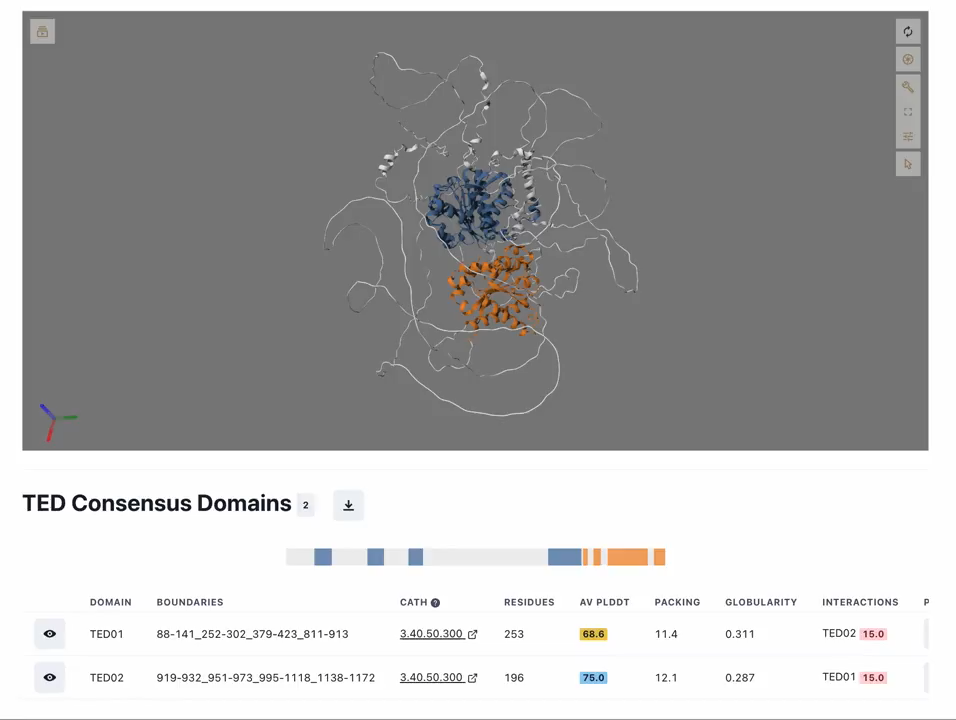 TED Consensus Domains 2
DOMAIN BOUNDARIES CATH ? RESIDUES AV PLDDT PACKING GLOBULARITY INTERACTIONS P
TED01 88-141_252-302_379-423_811-913 3.40.50.300 253 68.6 11.4 0.311 TED02 15.0
TED02 919-932_951-973_995-1118_1138-1172 3.40.50.300 196 75.0 12.1 0.287 TED01 15.0